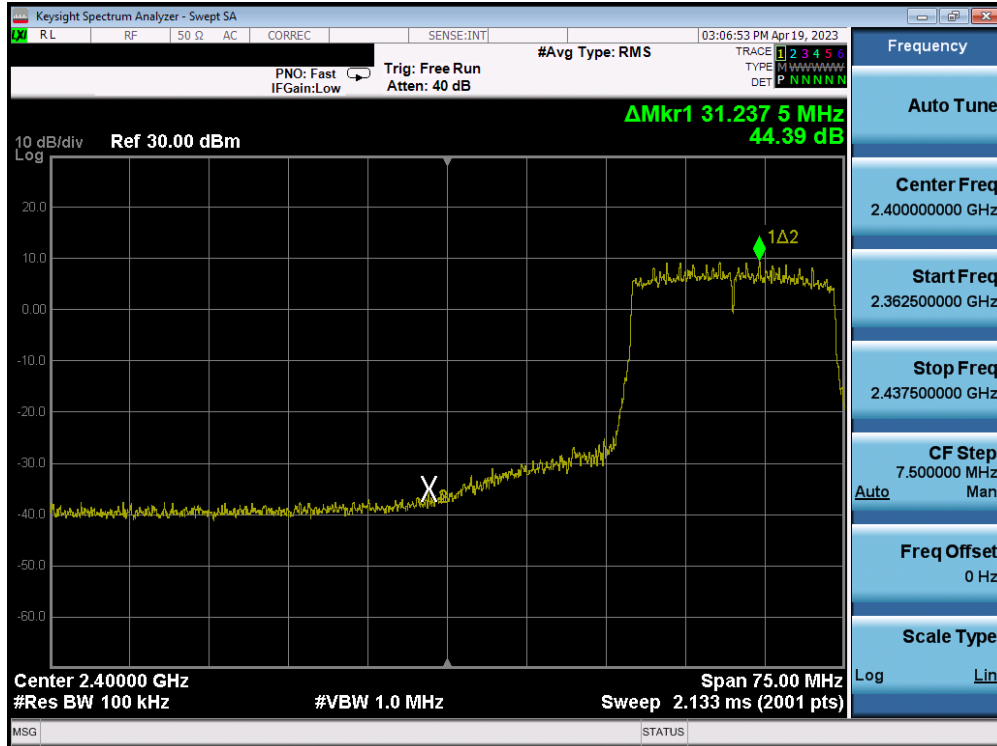 Keysight Spectrum Analyzer - Swept SA
LXI RL RF 50 Ω AC CORREC SENSE:INT 03:06:53 PM Apr 19, 2023
PNO: Fast
IFGain:Low
Trig: Free Run
Atten: 40 dB
#Avg Type: RMS
TRACE 1 2 3 4 5 6
TYPE M WWWWW
DET P N N N N N
ΔMkr1 31.237 5 MHz
44.39 dB
10 dB/div
Log
Ref 30.00 dBm
20.0
10.0
0.00
-10.0
-20.0
-30.0
-40.0
-50.0
-60.0
1Δ2
X2
Center 2.40000 GHz
Span 75.00 MHz
#Res BW 100 kHz
#VBW 1.0 MHz
Sweep 2.133 ms (2001 pts)
MSG
STATUS
Frequency
Auto Tune
Center Freq
2.400000000 GHz
Start Freq
2.362500000 GHz
Stop Freq
2.437500000 GHz
CF Step
7.500000 MHz
Auto Man
Freq Offset
0 Hz
Scale Type
Log Lin